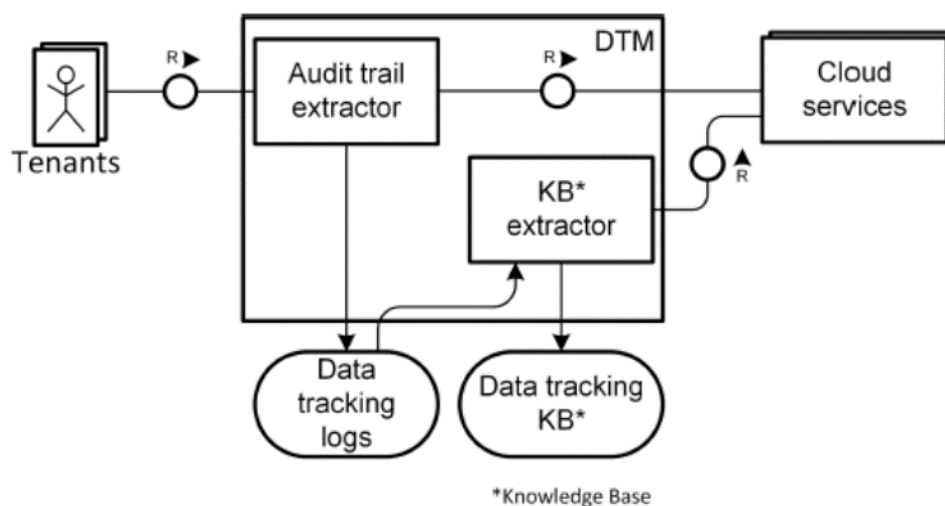 DTM
R
Audit trail
extractor
R
Cloud
services
Tenants
R
KB*
extractor
Data
tracking
logs
Data tracking
KB*
*Knowledge Base